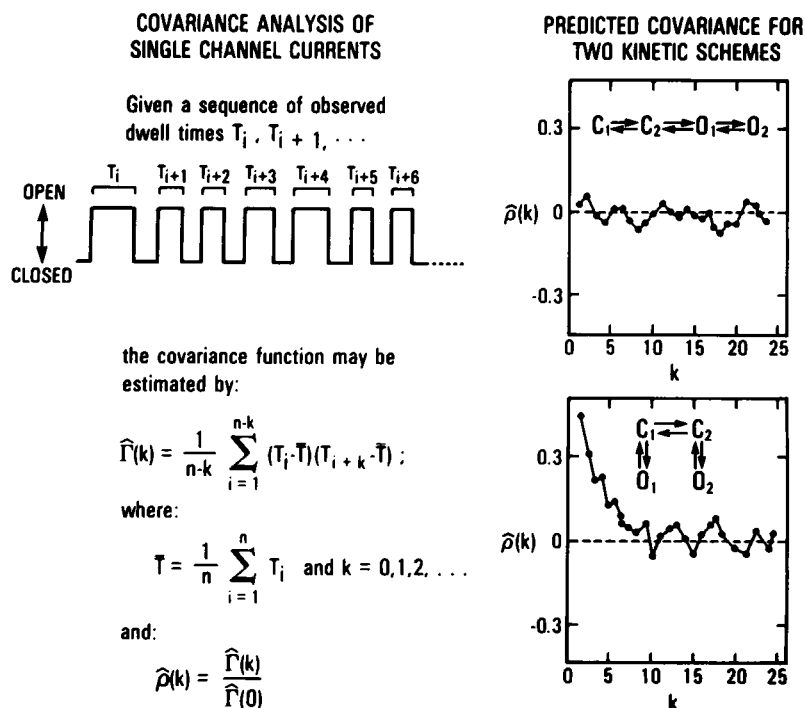 COVARIANCE ANALYSIS OF
SINGLE CHANNEL CURRENTS
Given a sequence of observed
dwell times Tᵢ, Tᵢ ₊ ₁, · · ·
Tᵢ Tᵢ₊₁ Tᵢ₊₂ Tᵢ₊₃ Tᵢ₊₄ Tᵢ₊₅ Tᵢ₊₆
OPEN
CLOSED
the covariance function may be
estimated by:
Γ̂(k) = 1/(n-k) Σ_{i = 1}^{n-k} (Tᵢ-T̄)(Tᵢ ₊ ₖ-T̄) ;
where:
T̄ = 1/n Σ_{i = 1}^{n} Tᵢ and k = 0,1,2, . . .
and:
ρ̂(k) = Γ̂(k)/Γ̂(0)
PREDICTED COVARIANCE FOR
TWO KINETIC SCHEMES
C₁⇌C₂⇌O₁⇌O₂
0.3
ρ̂(k) 0
-0.3
0 5 10 15 20 25
k
C₁⇌C₂
O₁ O₂
0.3
ρ̂(k) 0
-0.3
0 5 10 15 20 25
k